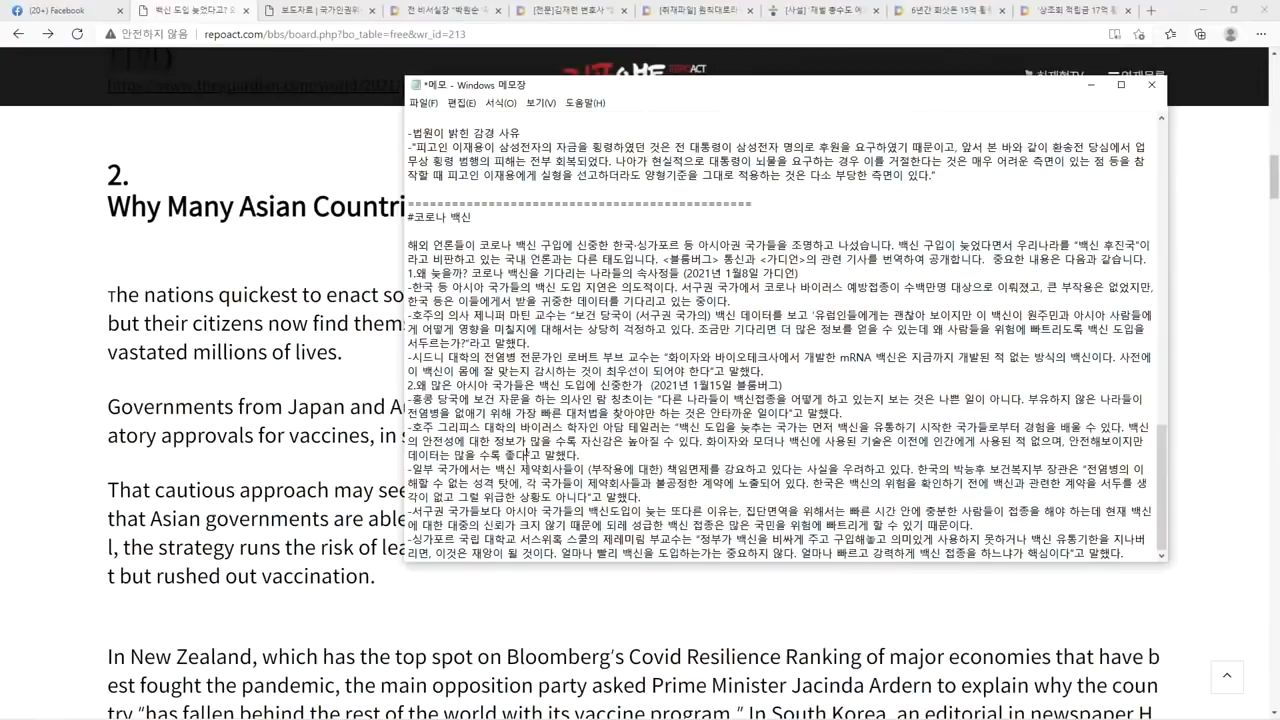 (20+) Facebook
백신 도입 늦었다고?
보도자료 | 국가인권위
전 비서실장 "박원순
[전문]김재련 변호사 "
[취재파일] 원칙대로라
[사설] '재벌 총수도 예
6년간 회삿돈 15억 횡
'상조회 적립금 17억
안전하지 않음 | repoact.com/bbs/board.php?bo_table=free&wr_id=213
https://www.theguardian.com/world/2021/
REPOACT
*메모 - Windows 메모장
파일(F) 편집(E) 서식(O) 보기(V) 도움말(H)
-법원이 밝힌 감경 사유
-"피고인 이재용이 삼성전자의 자금을 횡령하였던 것은 전 대통령이 삼성전자 명의로 후원을 요구하였기 때문이고, 앞서 본 바와 같이 환송전 당심에서 업
무상 횡령 범행의 피해는 전부 회복되었다. 나아가 현실적으로 대통령이 뇌물을 요구하는 경우 이를 거절한다는 것은 매우 어려운 측면이 있는 점 등을 참
작할 때 피고인 이재용에게 실형을 선고하더라도 양형기준을 그대로 적용하는 것은 다소 부당한 측면이 있다."
===============================================
#코로나 백신
해외 언론들이 코로나 백신 구입에 신중한 한국·싱가포르 등 아시아권 국가들을 조명하고 나섰습니다. 백신 구입이 늦었다면서 우리나라를 "백신 후진국"이
라고 비판하고 있는 국내 언론과는 다른 태도입니다. <블룸버그> 통신과 <가디언>의 관련 기사를 번역하여 공개합니다.  중요한 내용은 다음과 같습니다.
1.왜 늦을까? 코로나 백신을 기다리는 나라들의 속사정들 (2021년 1월8일 가디언)
-한국 등 아시아 국가들의 백신 도입 지연은 의도적이다. 서구권 국가에서 코로나 바이러스 예방접종이 수백만명 대상으로 이뤄졌고, 큰 부작용은 없었지만,
한국 등은 이들에게서 받을 귀중한 데이터를 기다리고 있는 중이다.
-호주의 의사 제니퍼 마틴 교수는 "보건 당국이 (서구권 국가의) 백신 데이터를 보고 '유럽인들에게는 괜찮아 보이지만 이 백신이 원주민과 아시아 사람들에
게 어떻게 영향을 미칠지에 대해서는 상당히 걱정하고 있다. 조금만 기다리면 더 많은 정보를 얻을 수 있는데 왜 사람들을 위험에 빠트리도록 백신 도입을
서두르는가?"라고 말했다.
-시드니 대학의 전염병 전문가인 로버트 부브 교수는 "화이자와 바이오테크사에서 개발한 mRNA 백신은 지금까지 개발된 적 없는 방식의 백신이다. 사전에
이 백신이 몸에 잘 맞는지 감시하는 것이 최우선이 되어야 한다"고 말했다.
2.왜 많은 아시아 국가들은 백신 도입에 신중한가  (2021년 1월15일 블룸버그)
-홍콩 당국에 보건 자문을 하는 의사인 람 칭초이는 "다른 나라들이 백신접종을 어떻게 하고 있는지 보는 것은 나쁜 일이 아니다. 부유하지 않은 나라들이
전염병을 없애기 위해 가장 빠른 대처법을 찾아야만 하는 것은 안타까운 일이다"고 말했다.
-호주 그리피스 대학의 바이러스 학자인 아담 테일러는 "백신 도입을 늦추는 국가는 먼저 백신을 유통하기 시작한 국가들로부터 경험을 배울 수 있다. 백신
의 안전성에 대한 정보가 많을 수록 자신감은 높아질 수 있다. 화이자와 모더나 백신에 사용된 기술은 이전에 인간에게 사용된 적 없으며, 안전해보이지만
데이터는 많을 수록 좋다"고 말했다.
-일부 국가에서는 백신 제약회사들이 (부작용에 대한) 책임면제를 강요하고 있다는 사실을 우려하고 있다. 한국의 박능후 보건복지부 장관은 "전염병의 이
해할 수 없는 성격 탓에, 각 국가들이 제약회사들과 불공정한 계약에 노출되어 있다. 한국은 백신의 위험을 확인하기 전에 백신과 관련한 계약을 서두를 생
각이 없고 그럴 위급한 상황도 아니다"고 말했다.
-서구권 국가들보다 아시아 국가들의 백신도입이 늦는 또다른 이유는, 집단면역을 위해서는 빠른 시간 안에 충분한 사람들이 접종을 해야 하는데 현재 백신
에 대한 대중의 신뢰가 크지 않기 때문에 되레 성급한 백신 접종은 많은 국민을 위험에 빠트리게 할 수 있기 때문이다.
-싱가포르 국립 대학교 서스위혹 스쿨의 제레미림 부교수는 "정부가 백신을 비싸게 주고 구입해놓고 의미있게 사용하지 못하거나 백신 유통기한을 지나버
리면, 이것은 재앙이 될 것이다. 얼마나 빨리 백신을 도입하는가는 중요하지 않다. 얼마나 빠르고 강력하게 백신 접종을 하느냐가 핵심이다"고 말했다.
2.
Why Many Asian Countri
The nations quickest to enact so
but their citizens now find them
vastated millions of lives.
Governments from Japan and Au
atory approvals for vaccines, in s
That cautious approach may see
that Asian governments are able
l, the strategy runs the risk of lea
t but rushed out vaccination.
In New Zealand, which has the top spot on Bloomberg's Covid Resilience Ranking of major economies that have b
est fought the pandemic, the main opposition party asked Prime Minister Jacinda Ardern to explain why the coun
try "has fallen behind the rest of the world with its vaccine program." In South Korea, an editorial in newspaper H